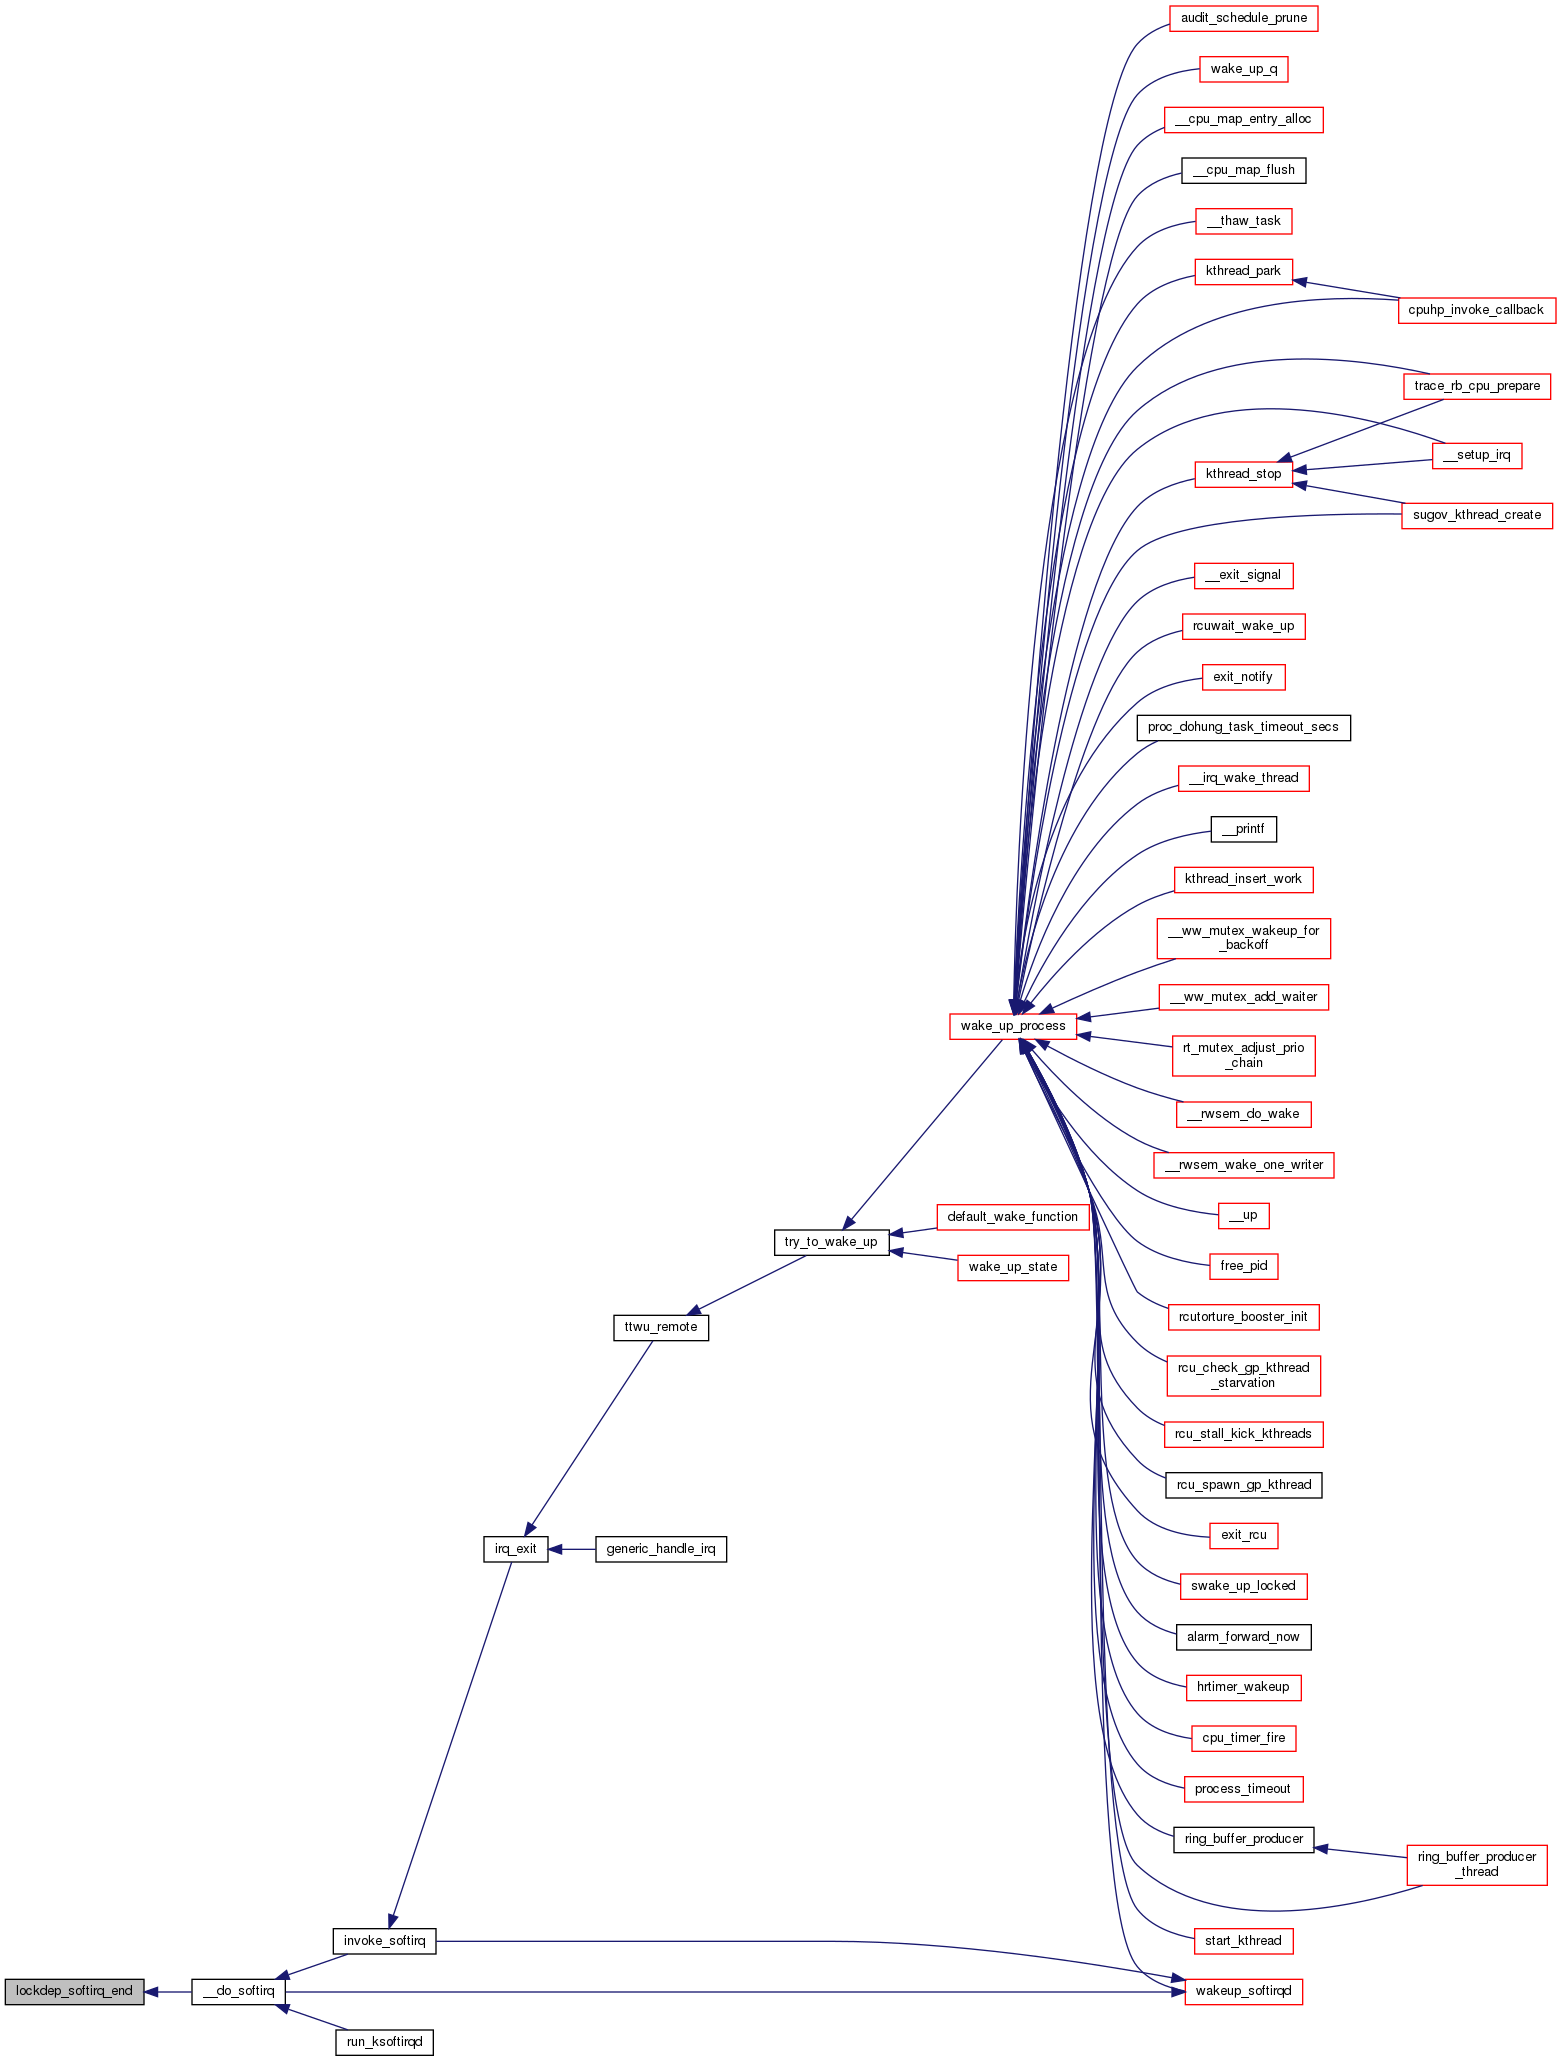 audit_schedule_prune
wake_up_q
__cpu_map_entry_alloc
__cpu_map_flush
__thaw_task
kthread_park
cpuhp_invoke_callback
trace_rb_cpu_prepare
__setup_irq
kthread_stop
sugov_kthread_create
__exit_signal
rcuwait_wake_up
exit_notify
proc_dohung_task_timeout_secs
__irq_wake_thread
__printf
kthread_insert_work
__ww_mutex_wakeup_for
_backoff
__ww_mutex_add_waiter
wake_up_process
rt_mutex_adjust_prio
_chain
__rwsem_do_wake
__rwsem_wake_one_writer
__up
default_wake_function
try_to_wake_up
wake_up_state
free_pid
rcutorture_booster_init
ttwu_remote
rcu_check_gp_kthread
_starvation
rcu_stall_kick_kthreads
rcu_spawn_gp_kthread
exit_rcu
irq_exit
generic_handle_irq
swake_up_locked
alarm_forward_now
hrtimer_wakeup
cpu_timer_fire
process_timeout
ring_buffer_producer
ring_buffer_producer
_thread
invoke_softirq
start_kthread
lockdep_softirq_end
__do_softirq
wakeup_softirqd
run_ksoftirqd